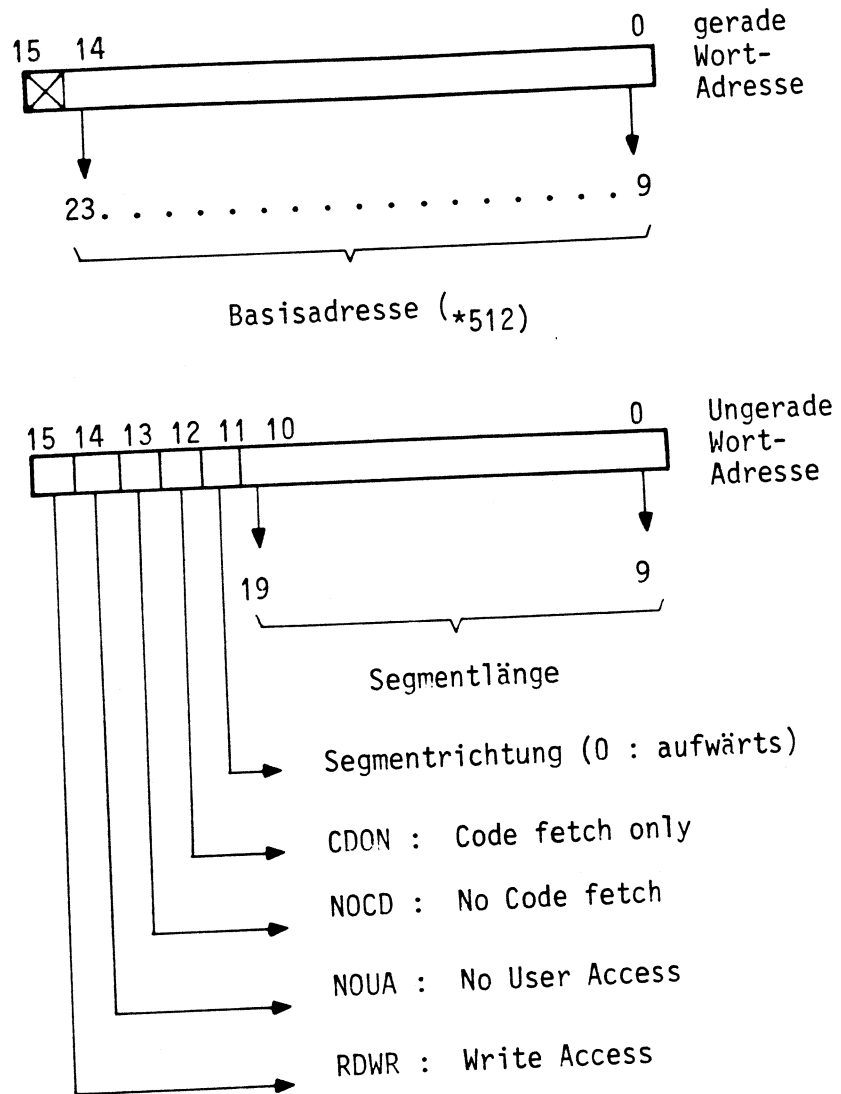 15 14 0 gerade
Wort-
Adresse
23. . . . . . . . . . . . . . . . . 9
Basisadresse (*512)
15 14 13 12 11 10 0 Ungerade
Wort-
Adresse
19 9
Segmentlänge
Segmentrichtung (0 : aufwärts)
CDON : Code fetch only
NOCD : No Code fetch
NOUA : No User Access
RDWR : Write Access